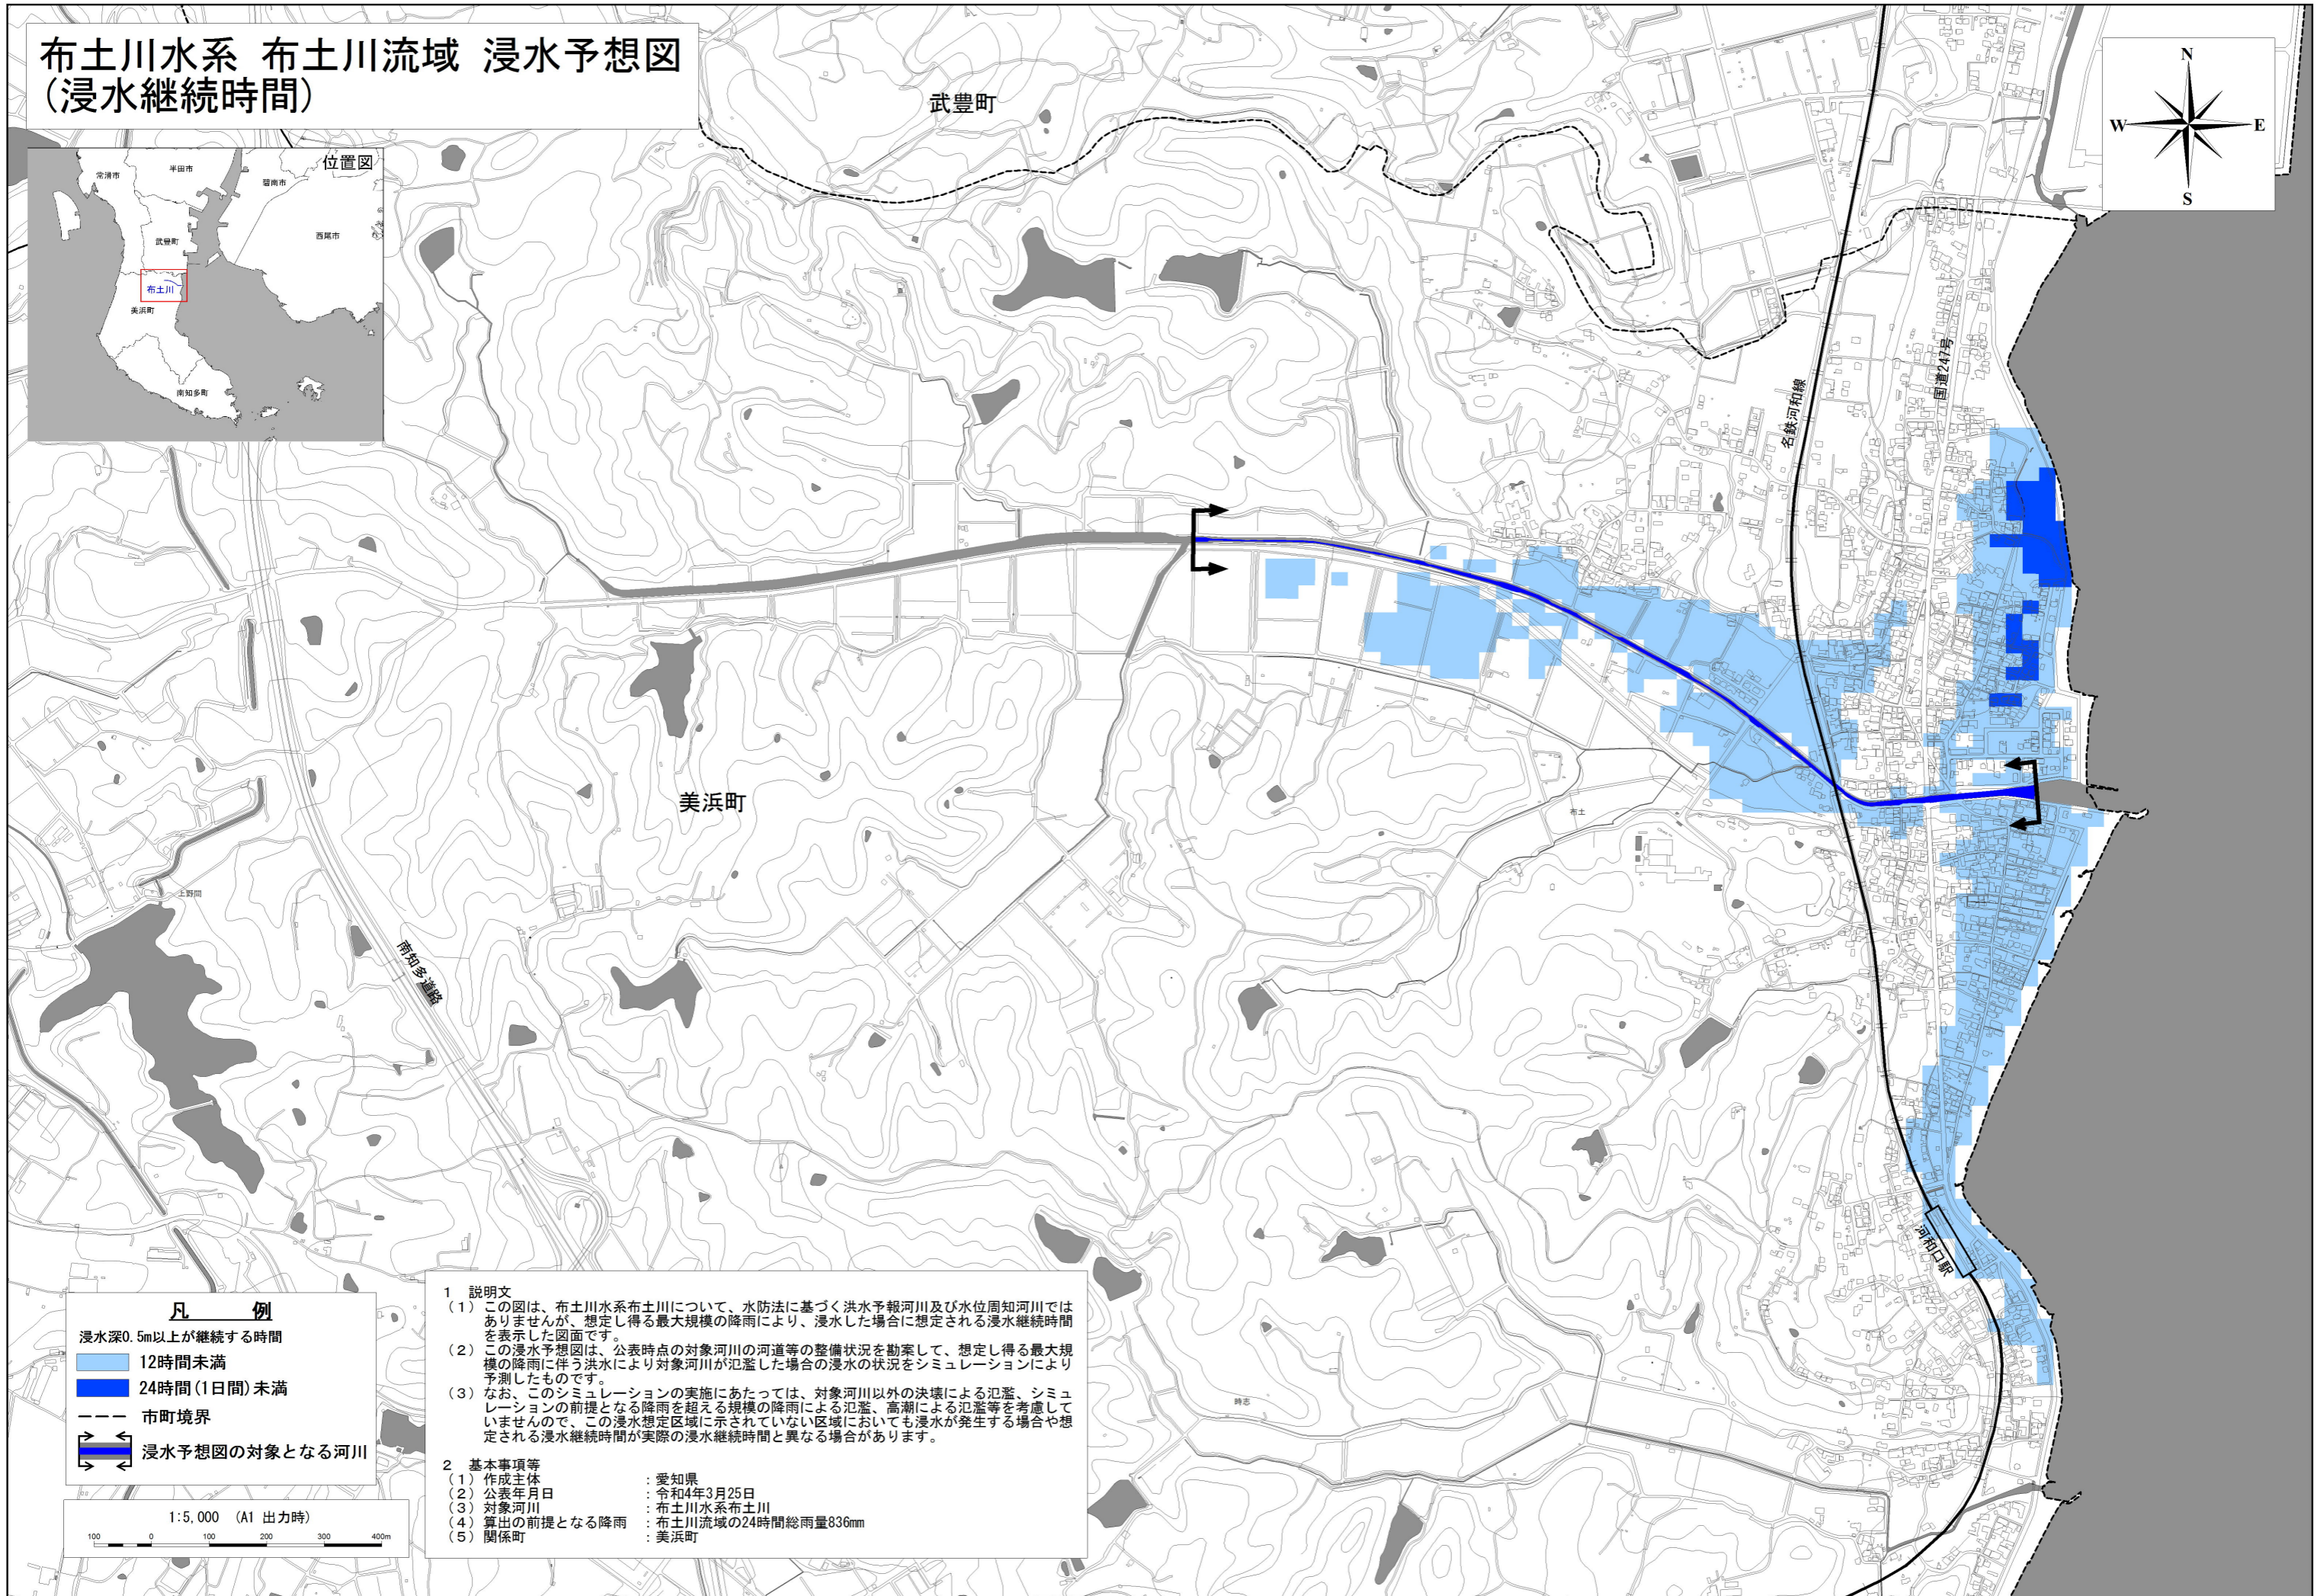 布土川水系 布土川流域 浸水予想図
（浸水継続時間）
位置図
常滑市
半田市
碧南市
武豊町
西尾市
布土川
美浜町
南知多町
武豊町
N
W
E
S
国道247号
名鉄河和線
美浜町
布土
上野間
南知多道路
河和口駅
時志
凡 例
浸水深0.5m以上が継続する時間
12時間未満
24時間(1日間)未満
市町境界
浸水予想図の対象となる河川
1:5,000 （A1 出力時）
100 0 100 200 300 400m
1 説明文
（1）この図は、布土川水系布土川について、水防法に基づく洪水予報河川及び水位周知河川では
ありませんが、想定し得る最大規模の降雨により、浸水した場合に想定される浸水継続時間
を表示した図面です。
（2）この浸水予想図は、公表時点の対象河川の河道等の整備状況を勘案して、想定し得る最大規
模の降雨に伴う洪水により対象河川が氾濫した場合の浸水の状況をシミュレーションにより
予測したものです。
（3）なお、このシミュレーションの実施にあたっては、対象河川以外の決壊による氾濫、シミュ
レーションの前提となる降雨を超える規模の降雨による氾濫、高潮による氾濫等を考慮して
いませんので、この浸水想定区域に示されていない区域においても浸水が発生する場合や想
定される浸水継続時間が実際の浸水継続時間と異なる場合があります。
2 基本事項等
（1）作成主体 ：愛知県
（2）公表年月日 ：令和4年3月25日
（3）対象河川 ：布土川水系布土川
（4）算出の前提となる降雨 ：布土川流域の24時間総雨量836mm
（5）関係町 ：美浜町